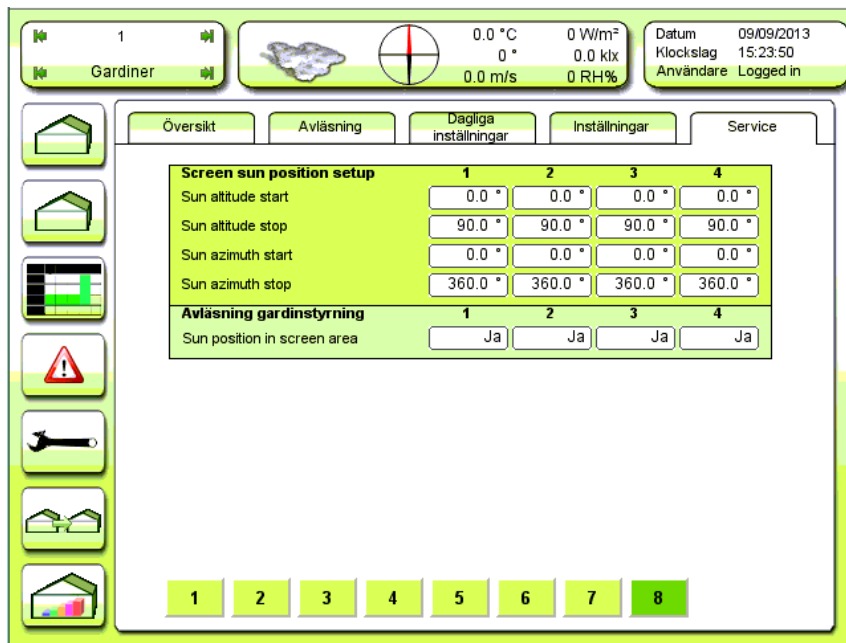 1
Gardiner
0.0 °C 0 W/m²
0 ° 0.0 klx
0.0 m/s 0 RH%
Datum 09/09/2013
Klockslag 15:23:50
Användare Logged in
Översikt Avläsning Dagliga inställningar Inställningar Service
Screen sun position setup 1 2 3 4
Sun altitude start 0.0 ° 0.0 ° 0.0 ° 0.0 °
Sun altitude stop 90.0 ° 90.0 ° 90.0 ° 90.0 °
Sun azimuth start 0.0 ° 0.0 ° 0.0 ° 0.0 °
Sun azimuth stop 360.0 ° 360.0 ° 360.0 ° 360.0 °
Avläsning gardinstyrning 1 2 3 4
Sun position in screen area Ja Ja Ja Ja
1 2 3 4 5 6 7 8